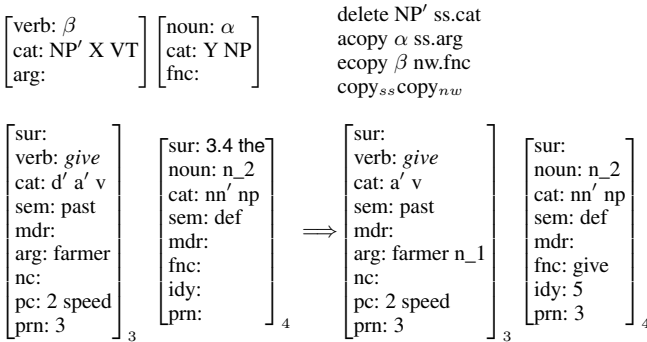 [verb: β] [noun: α] delete NP′ ss.cat
[cat: NP′ X VT] [cat: Y NP] acopy α ss.arg
[arg:] [fnc:] ecopy β nw.fnc
copy_ss copy_nw
sur:
verb: give
cat: d′ a′ v
sem: past
mdr:
arg: farmer
nc:
pc: 2 speed
prn: 3
3
sur: 3.4 the
noun: n_2
cat: nn′ np
sem: def
mdr:
fnc:
idy:
prn:
4
⟹
sur:
verb: give
cat: a′ v
sem: past
mdr:
arg: farmer n_1
nc:
pc: 2 speed
prn: 3
3
sur:
noun: n_2
cat: nn′ np
sem: def
mdr:
fnc: give
idy: 5
prn: 3
4